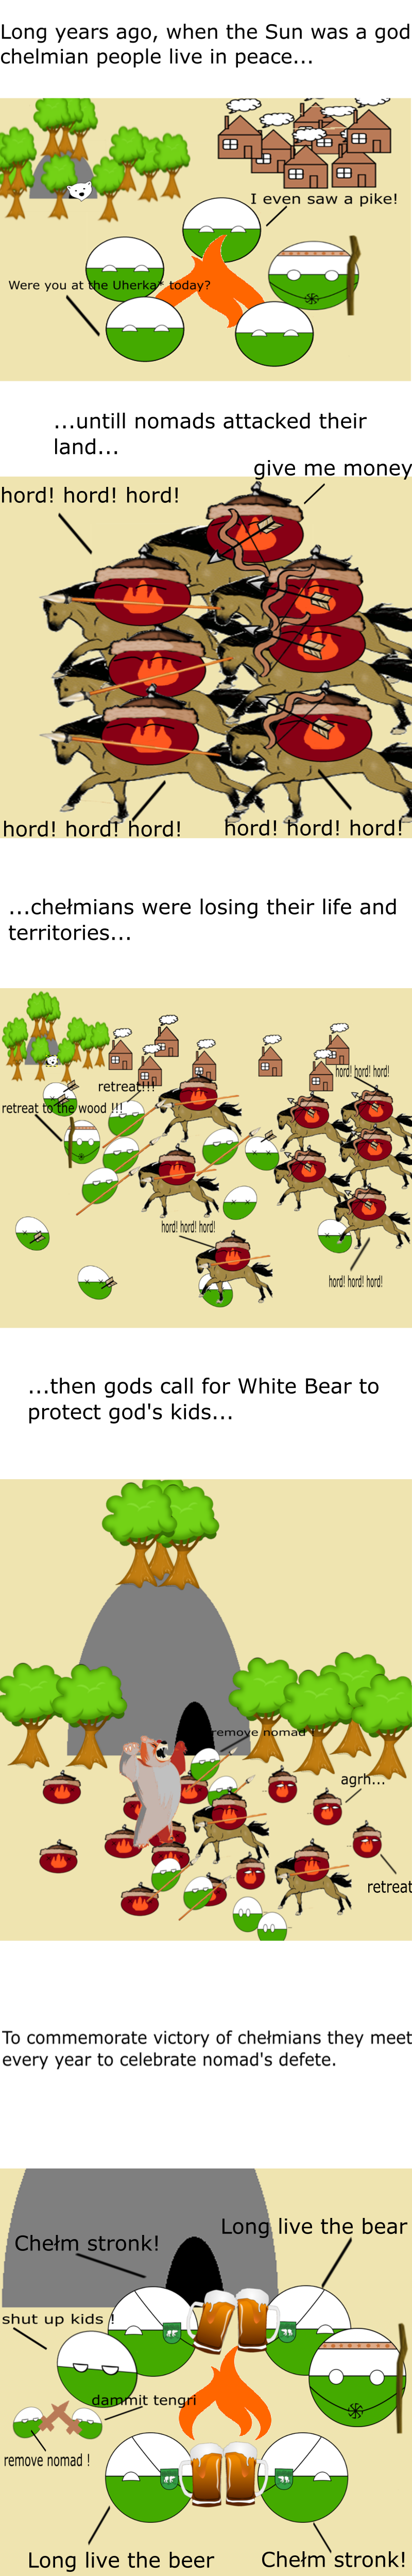 Long years ago, when the Sun was a god
chelmian people live in peace...
I even saw a pike!
Were you at the Uherka* today?
...untill nomads attacked their
land...
give me money
hord! hord! hord!
hord! hord! hord!
hord! hord! hord!
...chełmians were losing their life and
territories...
hord! hord! hord!
retreat!!!
retreat to the wood !!!
hord! hord! hord!
hord! hord! hord!
...then gods call for White Bear to
protect god's kids...
remove nomad !
agrh...
retreat
To commemorate victory of chełmians they meet
every year to celebrate nomad's defete.
Long live the bear
Chełm stronk!
shut up kids !
dammit tengri
remove nomad !
Long live the beer
Chełm stronk!